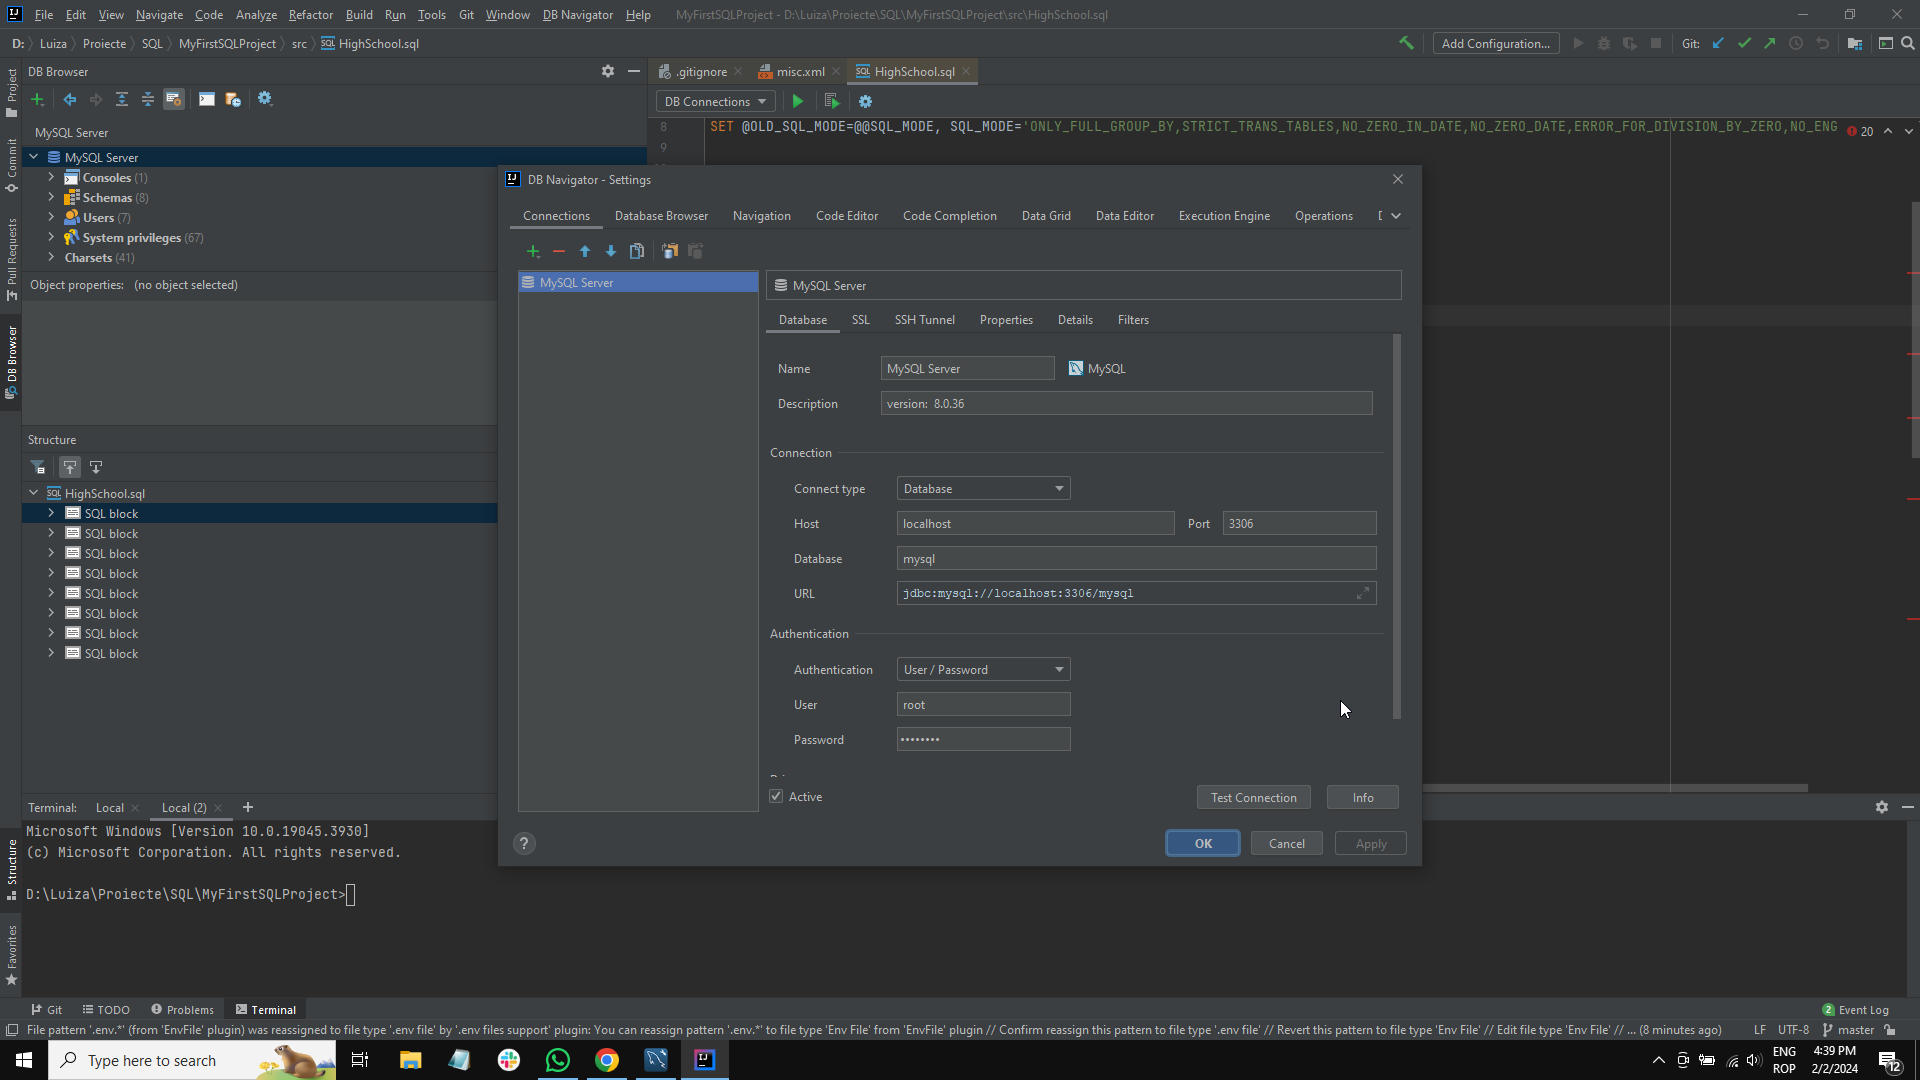 File Edit View Navigate Code Analyze Refactor Build Run Tools Git Window DB Navigator Help MyFirstSQLProject - D:\Luiza\Proiecte\SQL\MyFirstSQLProject\src\HighSchool.sql
D: Luiza Proiecte SQL MyFirstSQLProject src HighSchool.sql
Add Configuration... Git:
DB Browser
.gitignore misc.xml HighSchool.sql
DB Connections
MySQL Server
8 SET @OLD_SQL_MODE=@@SQL_MODE, SQL_MODE='ONLY_FULL_GROUP_BY,STRICT_TRANS_TABLES,NO_ZERO_IN_DATE,NO_ZERO_DATE,ERROR_FOR_DIVISION_BY_ZERO,NO_ENG 20
9
MySQL Server
Consoles (1)
Schemas (8)
Users (7)
System privileges (67)
Charsets (41)
Object properties: (no object selected)
Structure
HighSchool.sql
SQL block
SQL block
SQL block
SQL block
SQL block
SQL block
SQL block
SQL block
Project
Commit
Pull Requests
DB Browser
Structure
Favorites
DB Navigator - Settings
Connections Database Browser Navigation Code Editor Code Completion Data Grid Data Editor Execution Engine Operations
MySQL Server
MySQL Server
Database SSL SSH Tunnel Properties Details Filters
Name MySQL Server MySQL
Description version: 8.0.36
Connection
Connect type Database
Host localhost Port 3306
Database mysql
URL jdbc:mysql://localhost:3306/mysql
Authentication
Authentication User / Password
User root
Password ••••••••
Active Test Connection Info
? OK Cancel Apply
Terminal: Local Local (2)
Microsoft Windows [Version 10.0.19045.3930]
(c) Microsoft Corporation. All rights reserved.
D:\Luiza\Proiecte\SQL\MyFirstSQLProject>
Git TODO Problems Terminal 2 Event Log
File pattern '.env.*' (from 'EnvFile' plugin) was reassigned to file type '.env file' by '.env files support' plugin: You can reassign pattern '.env.*' to file type 'Env File' from 'EnvFile' plugin // Confirm reassign this pattern to file type '.env file' // Revert this pattern to file type 'Env File' // Edit file type 'Env File' // ... (8 minutes ago) LF UTF-8 master
Type here to search
ENG 4:39 PM
ROP 2/2/2024 12